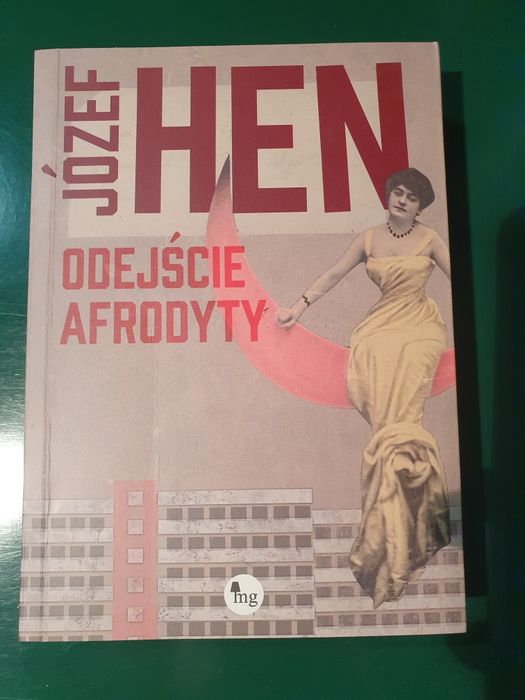 JÓZEF
HEN
ODEJŚCIE
AFRODYTY
mg